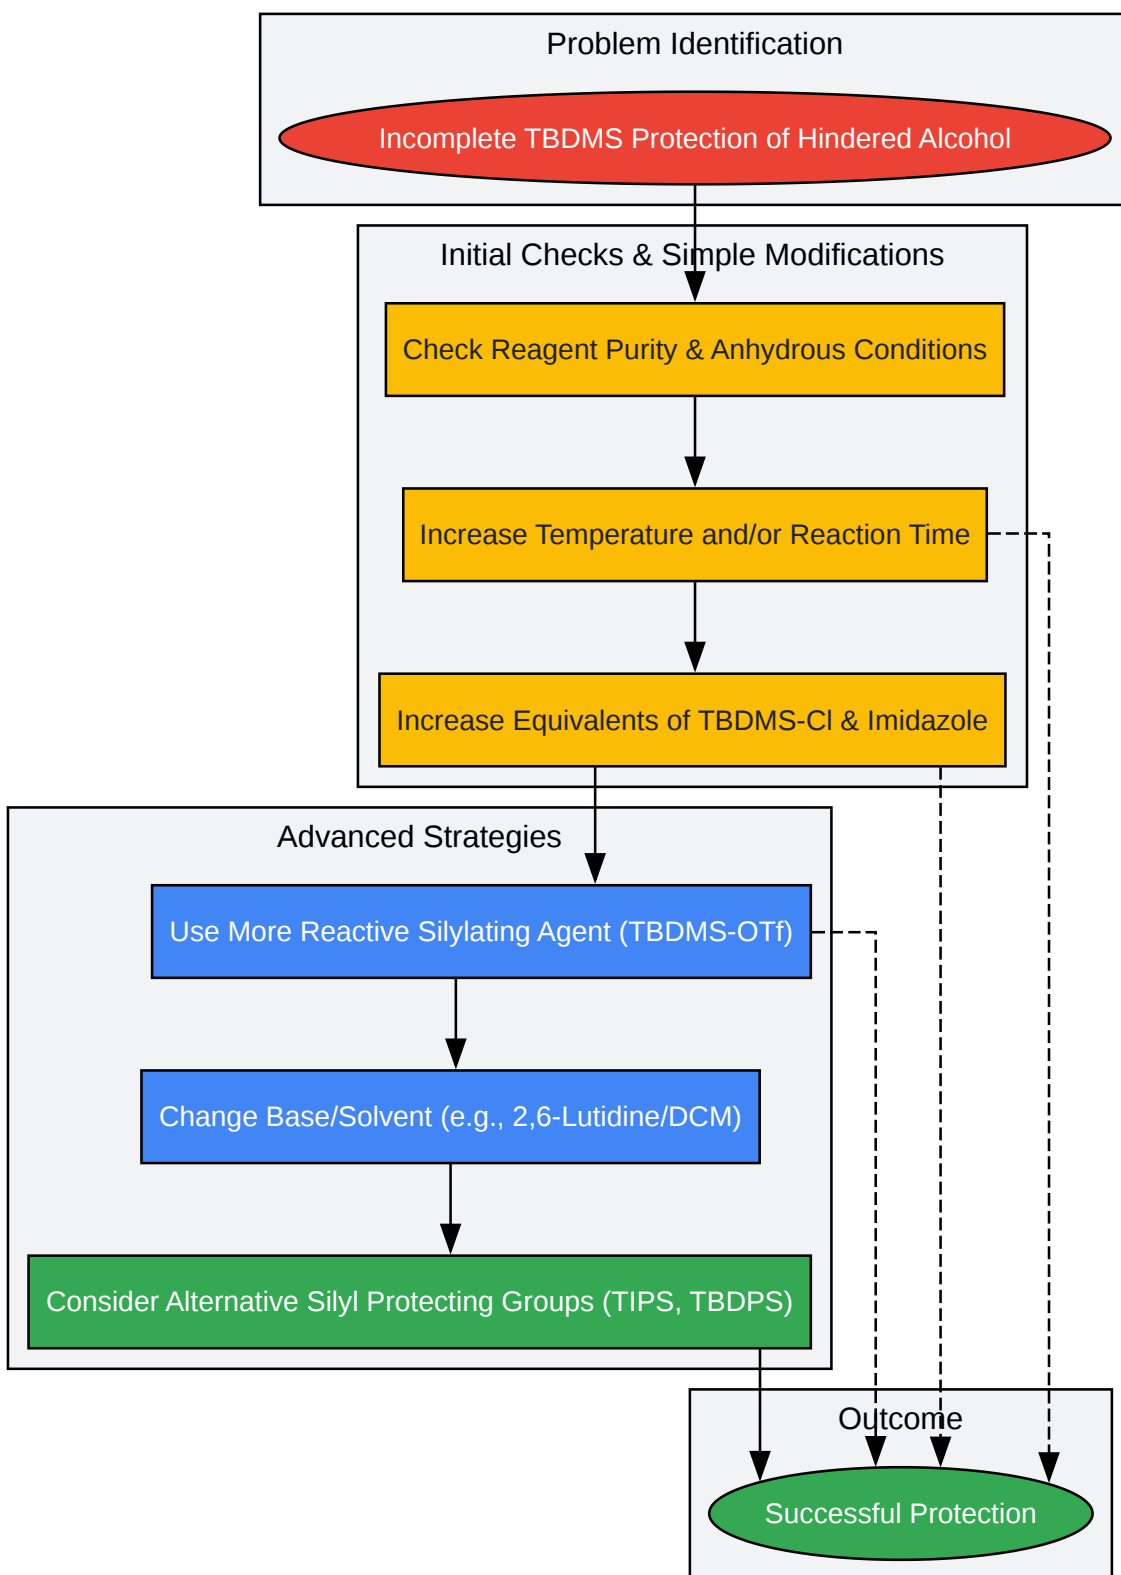 Problem Identification
Incomplete TBDMS Protection of Hindered Alcohol
Initial Checks & Simple Modifications
Check Reagent Purity & Anhydrous Conditions
Increase Temperature and/or Reaction Time
Increase Equivalents of TBDMS-Cl & Imidazole
Advanced Strategies
Use More Reactive Silylating Agent (TBDMS-OTf)
Change Base/Solvent (e.g., 2,6-Lutidine/DCM)
Consider Alternative Silyl Protecting Groups (TIPS, TBDPS)
Outcome
Successful Protection